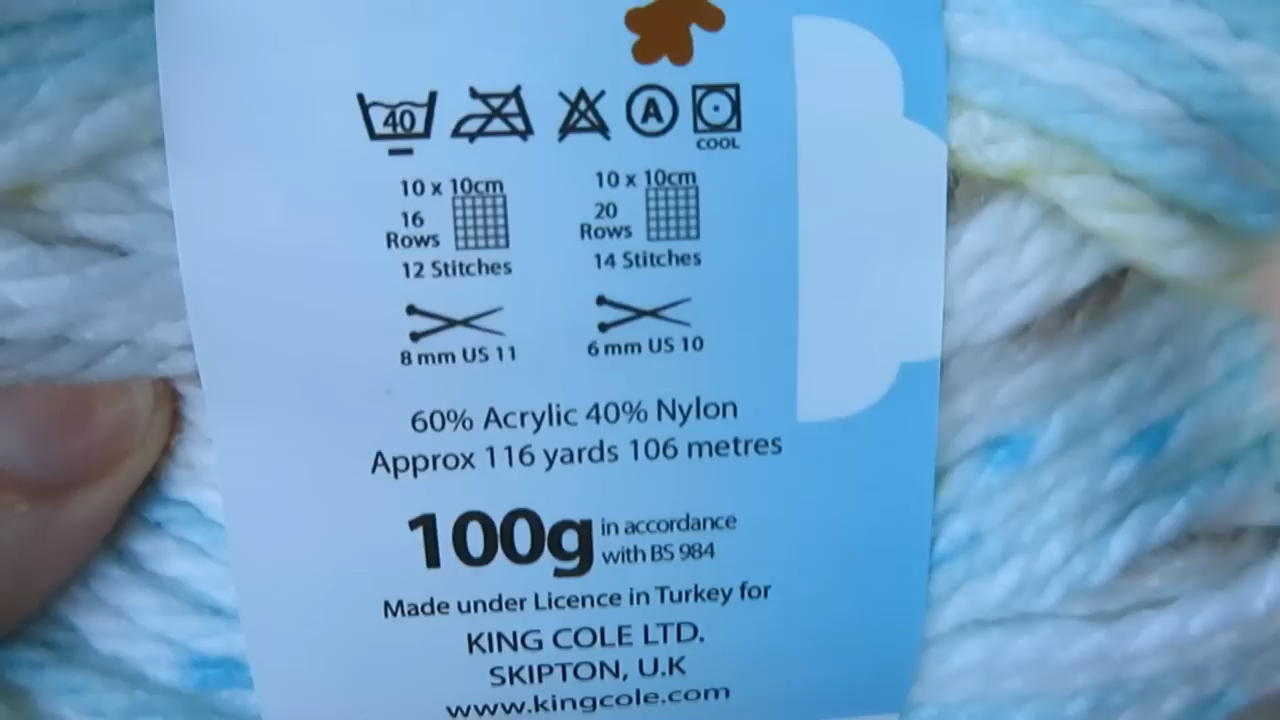 40
A
COOL
10 x 10cm
16
Rows
12 Stitches
8 mm US 11
10 x 10cm
20
Rows
14 Stitches
6 mm US 10
60% Acrylic 40% Nylon
Approx 116 yards 106 metres
100g in accordance
with BS 984
Made under Licence in Turkey for
KING COLE LTD.
SKIPTON, U.K
www.kingcole.com